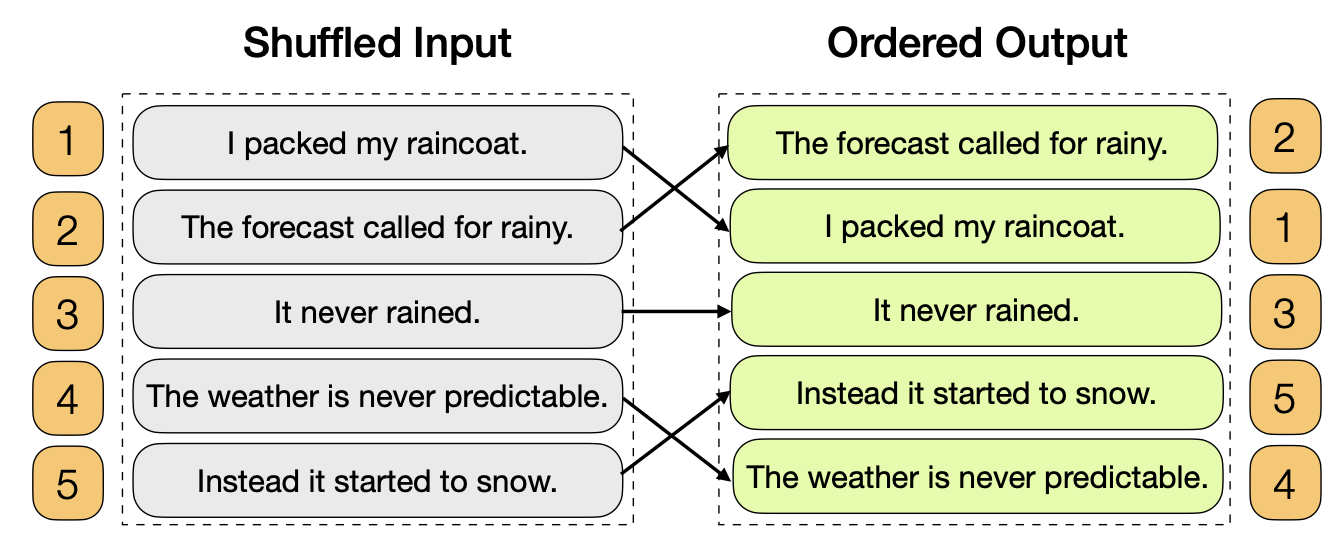 Shuffled Input
Ordered Output
1
I packed my raincoat.
The forecast called for rainy.
2
2
The forecast called for rainy.
I packed my raincoat.
1
3
It never rained.
It never rained.
3
4
The weather is never predictable.
Instead it started to snow.
5
5
Instead it started to snow.
The weather is never predictable.
4